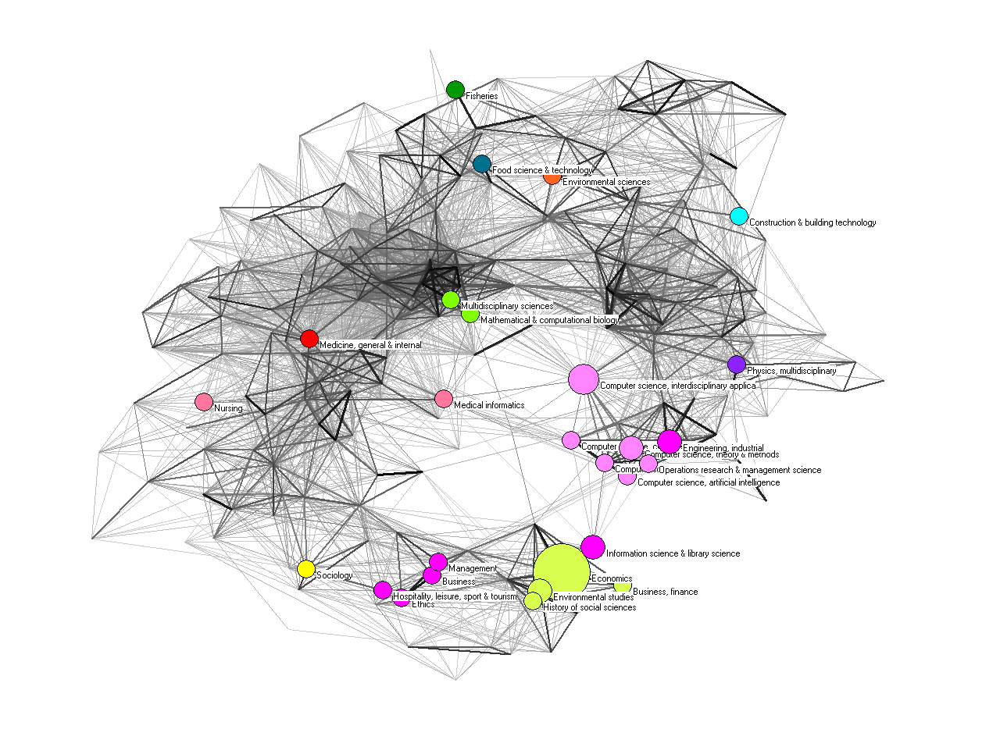 Fisheries
Food science & technology
Environmental sciences
Construction & building technology
Multidisciplinary sciences
Mathematical & computational biology
Medicine, general & internal
Physics, multidisciplinary
Computer science, interdisciplinary applica
Medical informatics
Nursing
Computer
Engineering, industrial
Computer science, theory & methods
Operations research & management science
Computer science, artificial intelligence
Information science & library science
Management
Sociology
Economics
Business
Business, finance
Hospitality, leisure, sport & tourism
Environmental studies
Ethics
History of social sciences